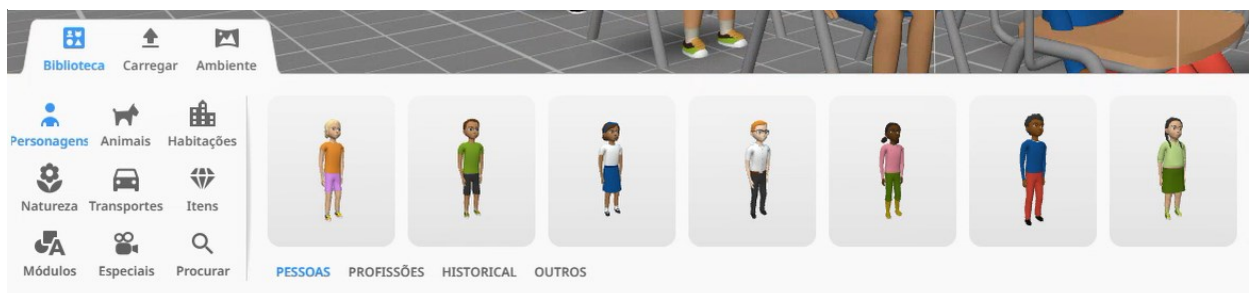 Biblioteca Carregar Ambiente
Personagens Animais Habitações
Natureza Transportes Itens
Módulos Especiais Procurar
PESSOAS PROFISSÕES HISTORICAL OUTROS